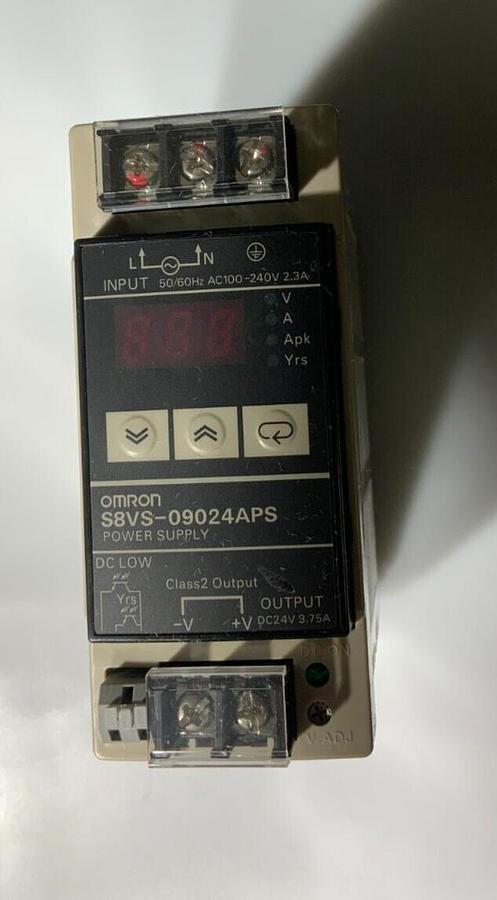 L N
INPUT 50/60Hz AC100-240V 2.3A
V
A
Apk
Yrs
OMRON
S8VS-09024APS
POWER SUPPLY
DC LOW
Yrs
Class2 Output
OUTPUT
-V +V DC24V 3.75A
DC ON
V.ADJ